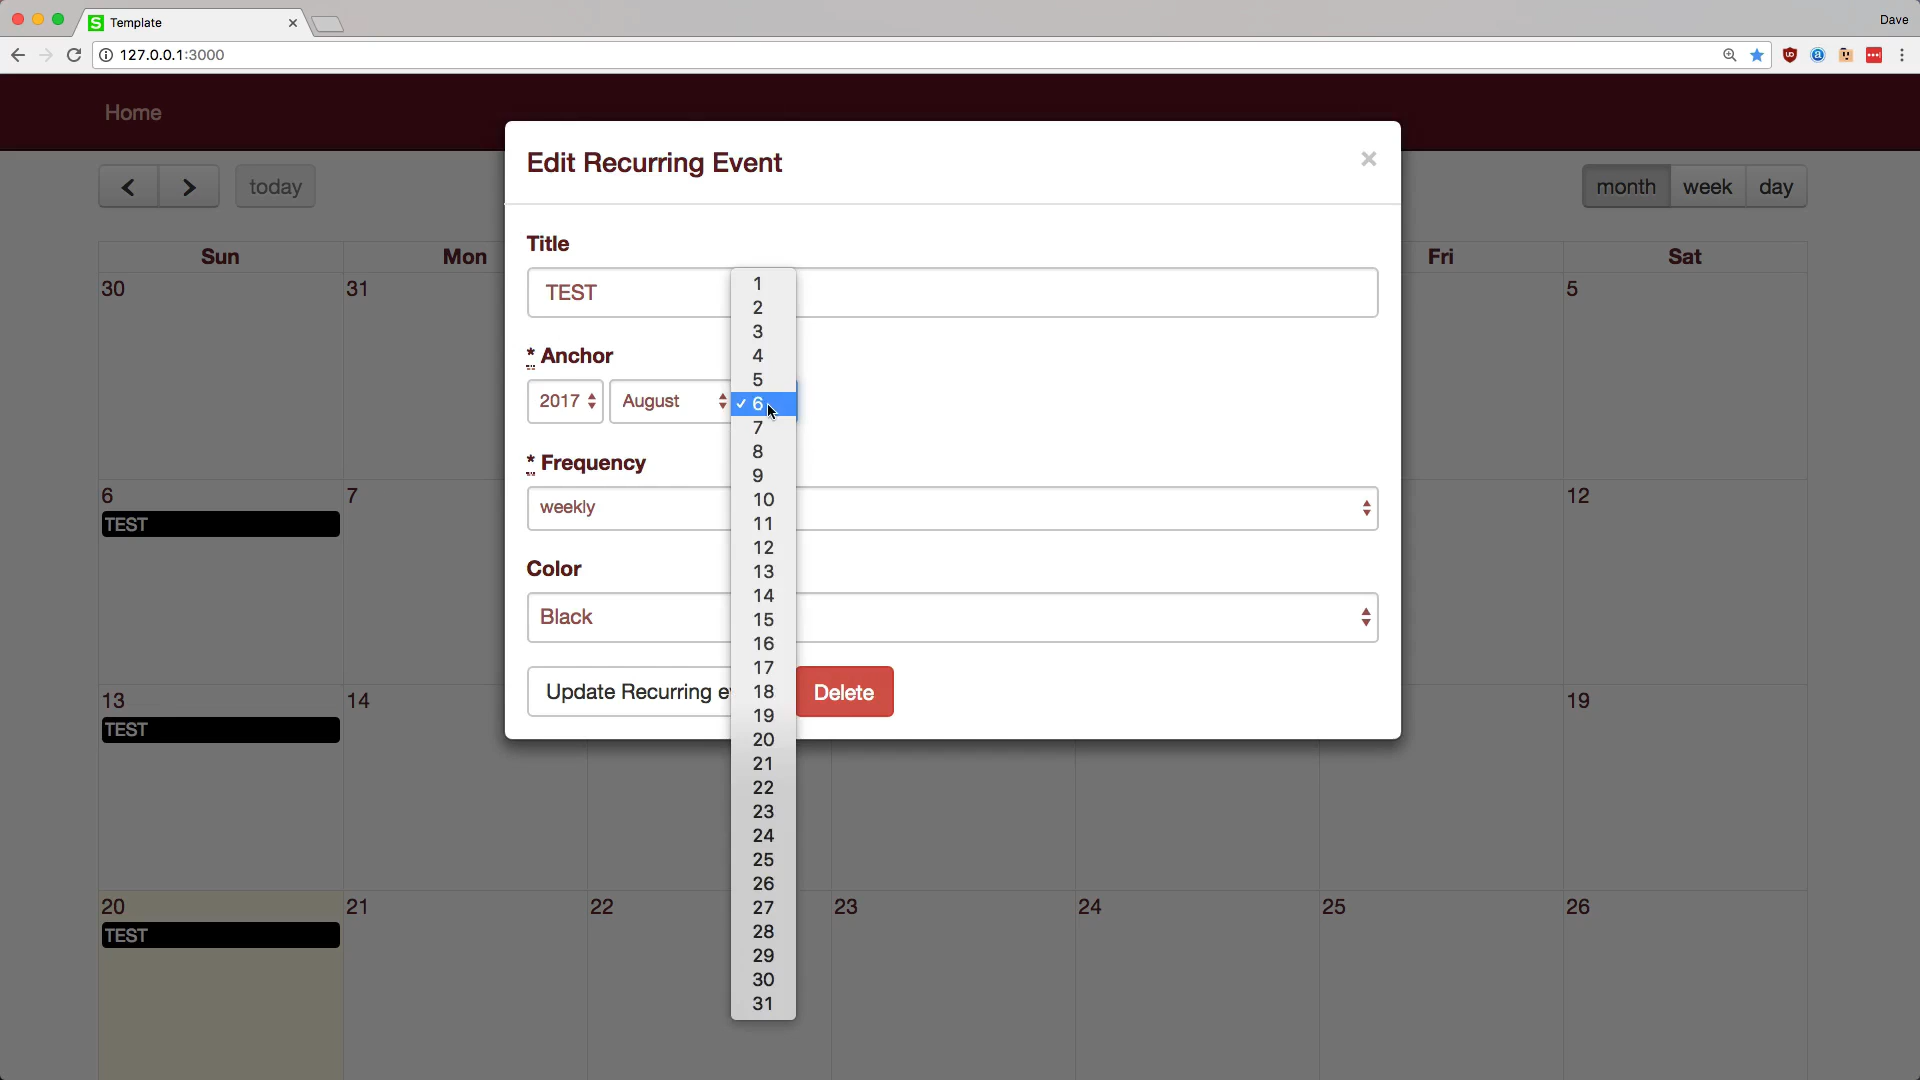 Template
Dave
127.0.0.1:3000
Home
Edit Recurring Event
×
today
month week day
Sun Mon Fri Sat
Title
TEST
* Anchor
2017 August
1
2
3
4
5
✓ 6
7
8
9
10
11
12
13
14
15
16
17
18
19
20
21
22
23
24
25
26
27
28
29
30
31
* Frequency
weekly
Color
Black
Update Recurring ev
Delete
30 31 5
6 7 12
TEST
13 14 19
TEST
20 21 22 23 24 25 26
TEST